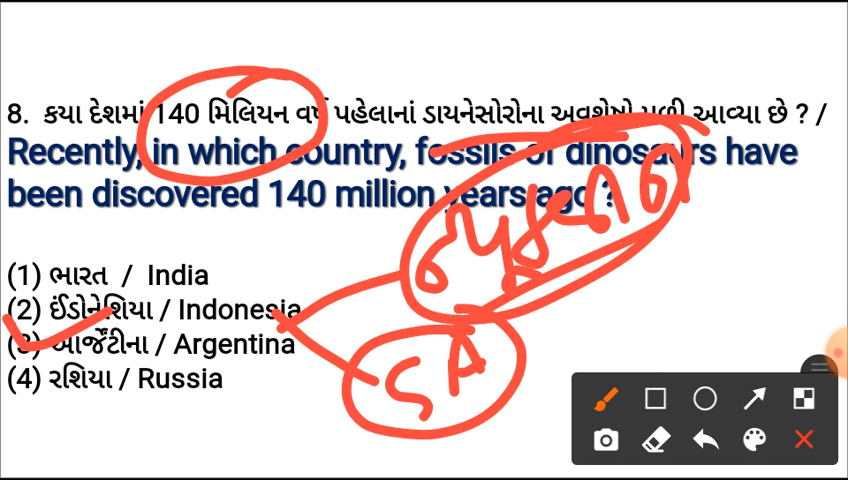 8. કયા દેશમાં 140 મિલિયન વર્ષ પહેલાનાં ડાયનેસોરોના અવશેષો મળી આવ્યા છે ? /
Recently, in which country, fossils of dinosaurs have
been discovered 140 million years ago ?
(1) ભારત / India
(2) ઈંડોનેશિયા / Indonesia
(3) આર્જેંટીના / Argentina
(4) રશિયા / Russia
SA